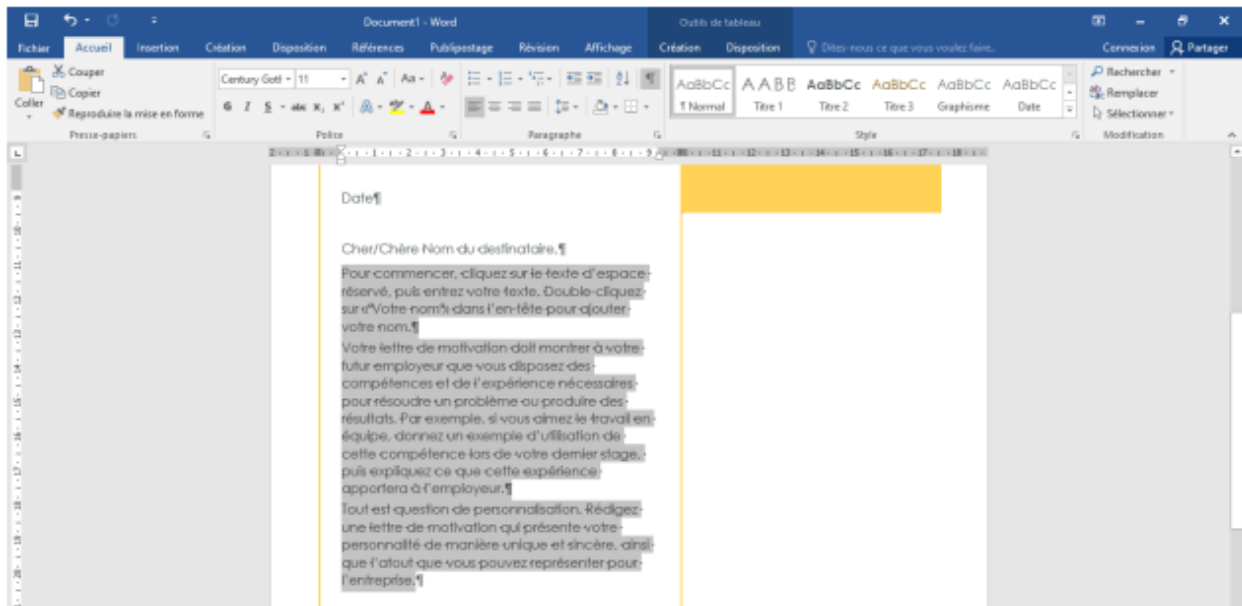 Document1 - Word
Outils de tableau
Fichier Accueil Insertion Création Disposition Références Publipostage Révision Affichage Création Disposition Dites-nous ce que vous voulez faire... Connexion Partager
Coller
Couper
Copier
Reproduire la mise en forme
Presse-papiers
Century Goth 11 Aa
G I S abc X₂ X² A A
Police
Paragraphe
AaBbCc AABB AaBbCc AaBbCc AaBbCc AaBbCc
¶ Normal Titre 1 Titre 2 Titre 3 Graphisme Date
Style
Rechercher
Remplacer
Sélectionner
Modification
Date¶
Cher/Chère Nom du destinataire,¶
Pour commencer, cliquez sur le texte d'espace
réservé, puis entrez votre texte. Double-cliquez
sur «°Votre nom°» dans l'en-tête pour ajouter
votre nom.¶
Votre lettre de motivation doit montrer à votre
futur employeur que vous disposez des
compétences et de l'expérience nécessaires
pour résoudre un problème ou produire des
résultats. Par exemple, si vous aimez le travail en
équipe, donnez un exemple d'utilisation de
cette compétence lors de votre dernier stage,
puis expliquez ce que cette expérience
apportera à l'employeur.¶
Tout est question de personnalisation. Rédigez
une lettre de motivation qui présente votre
personnalité de manière unique et sincère, ainsi
que l'atout que vous pouvez représenter pour
l'entreprise.¶